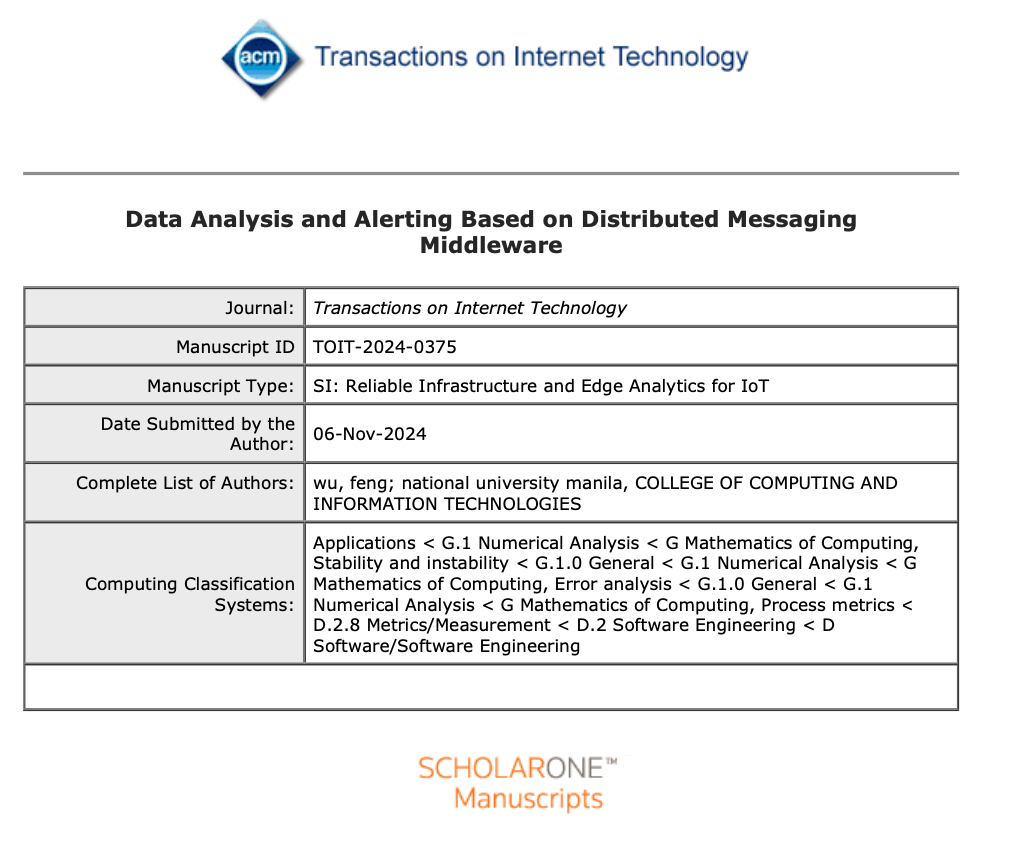 acm
Transactions on Internet Technology
Data Analysis and Alerting Based on Distributed Messaging
Middleware
Journal:
Transactions on Internet Technology
Manuscript ID
TOIT-2024-0375
Manuscript Type:
SI: Reliable Infrastructure and Edge Analytics for IoT
Date Submitted by the
Author:
06-Nov-2024
Complete List of Authors:
wu, feng; national university manila, COLLEGE OF COMPUTING AND
INFORMATION TECHNOLOGIES
Computing Classification
Systems:
Applications < G.1 Numerical Analysis < G Mathematics of Computing,
Stability and instability < G.1.0 General < G.1 Numerical Analysis < G
Mathematics of Computing, Error analysis < G.1.0 General < G.1
Numerical Analysis < G Mathematics of Computing, Process metrics <
D.2.8 Metrics/Measurement < D.2 Software Engineering < D
Software/Software Engineering
SCHOLARONE™
Manuscripts